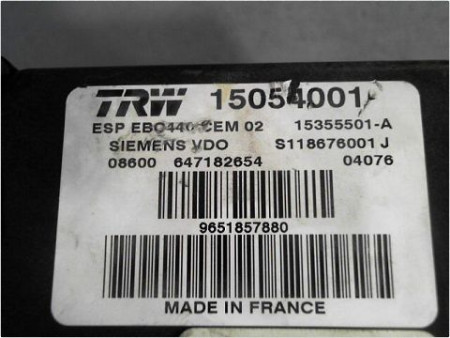 TRW 15054001
ESP EBC440 CEM 02 15355501-A
SIEMENS VDO S118676001 J
08600 647182654 04076
9651857880
MADE IN FRANCE